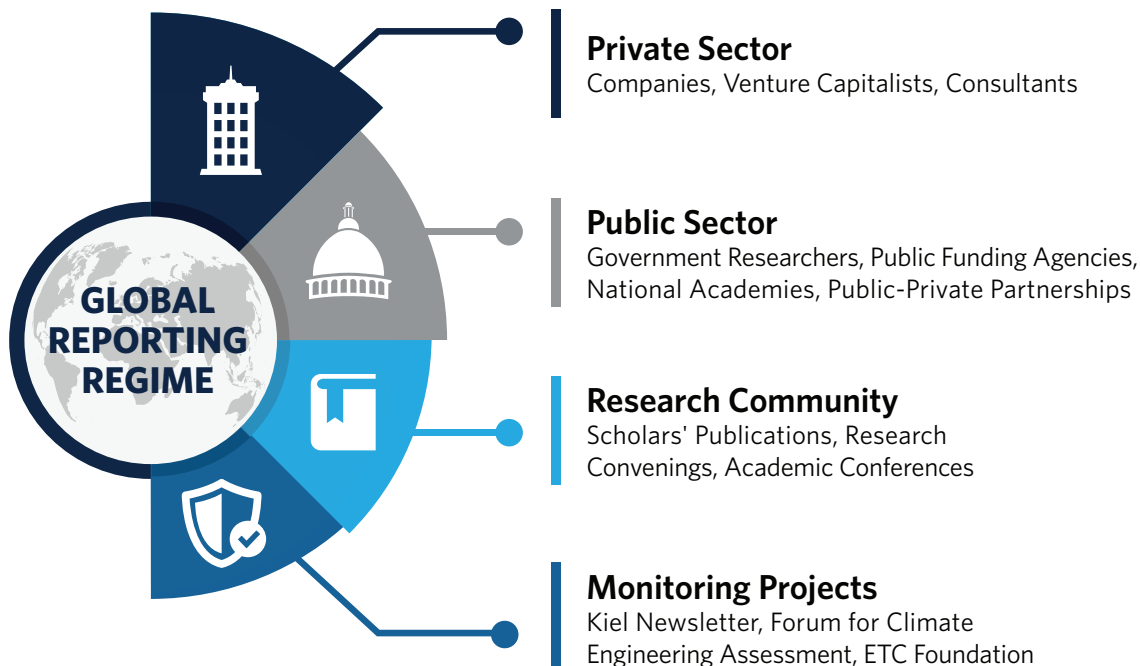 GLOBAL
REPORTING
REGIME
Private Sector
Companies, Venture Capitalists, Consultants
Public Sector
Government Researchers, Public Funding Agencies,
National Academies, Public-Private Partnerships
Research Community
Scholars' Publications, Research
Convenings, Academic Conferences
Monitoring Projects
Kiel Newsletter, Forum for Climate
Engineering Assessment, ETC Foundation